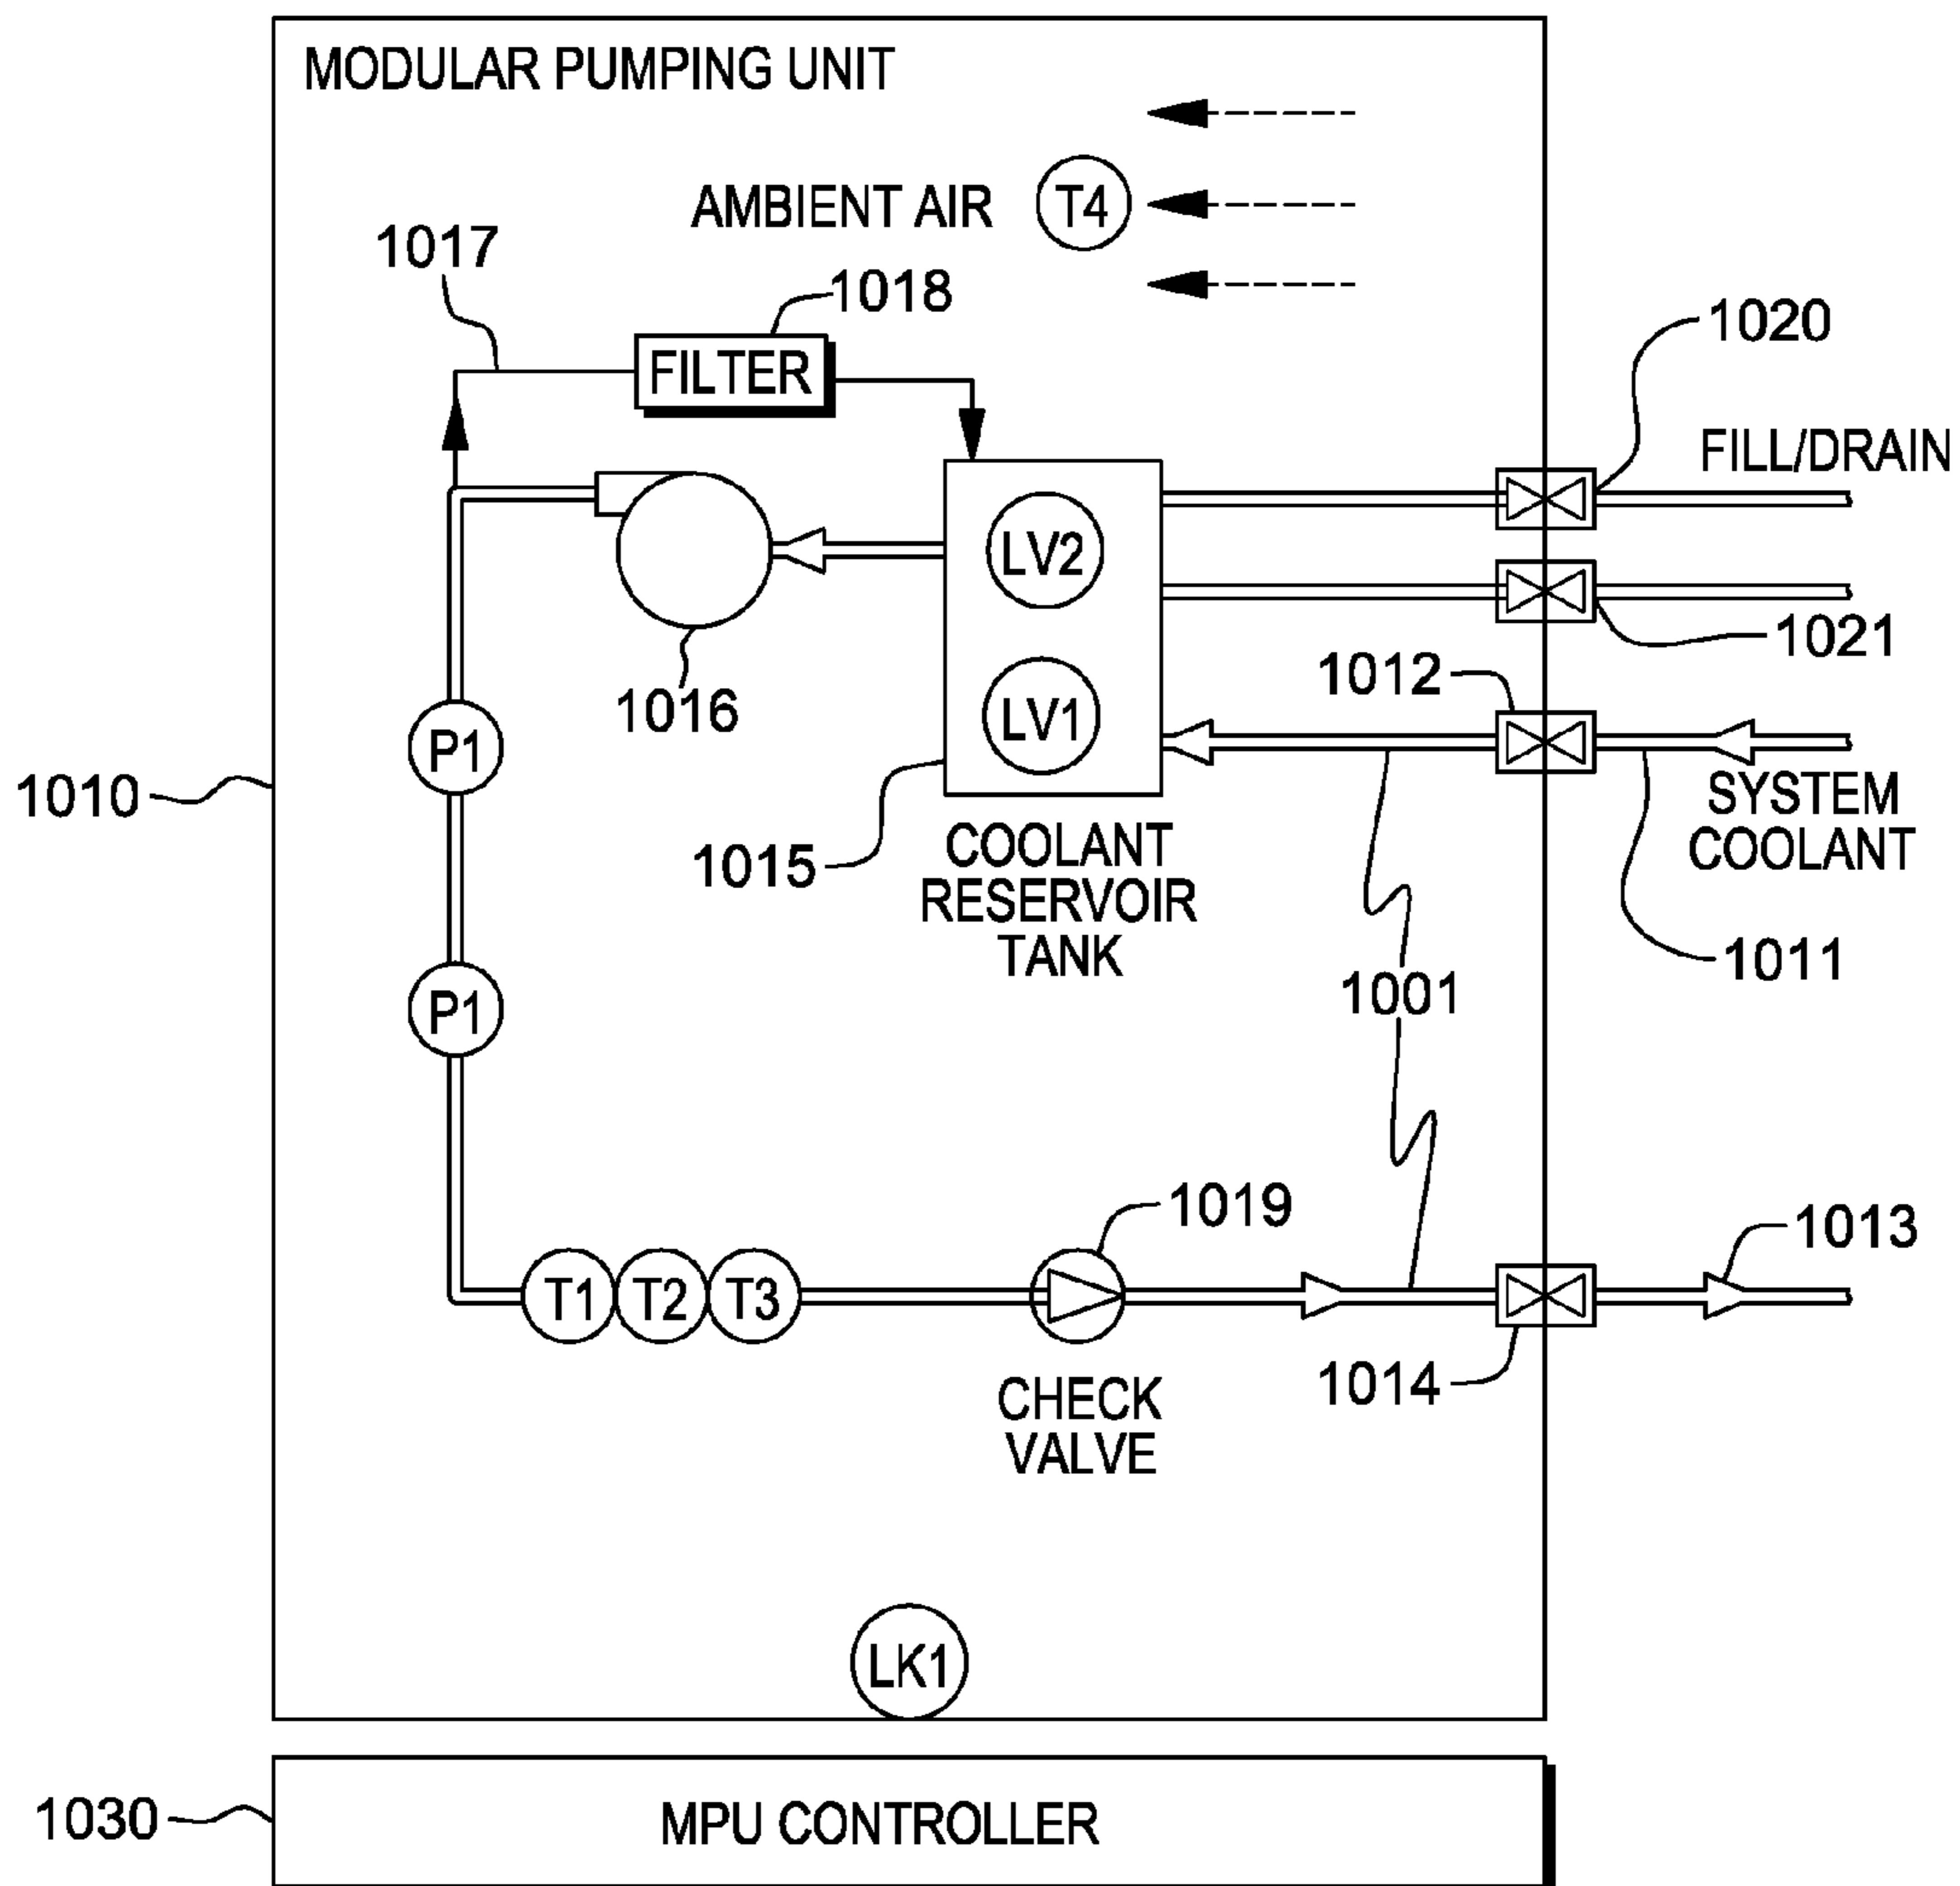 MODULAR PUMPING UNIT
AMBIENT AIR
T4
1017
1018
FILTER
1020
FILL/DRAIN
LV2
1021
1012
1016
LV1
P1
1010
SYSTEM
COOLANT
1015
COOLANT
RESERVOIR
TANK
1011
1001
P1
1019
1013
T1
T2
T3
1014
CHECK
VALVE
LK1
1030
MPU CONTROLLER